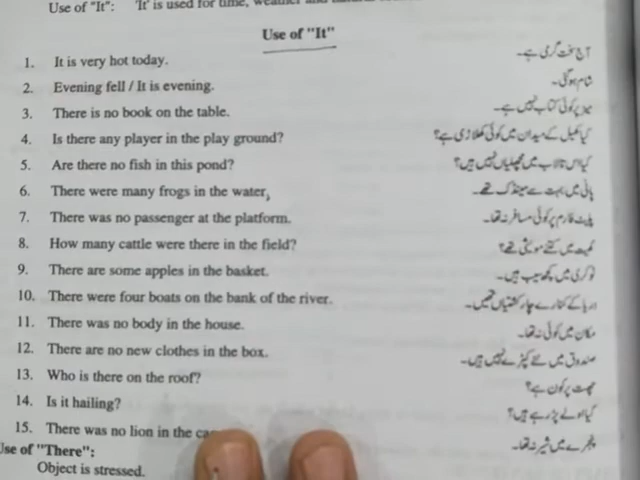 Use of "It": 'It' is used for time, weather and
Use of "It"
1. It is very hot today. آج سخت گرمی ہے۔
2. Evening fell / It is evening. شام ہو گئی۔
3. There is no book on the table. میز پر کوئی کتاب نہیں ہے۔
4. Is there any player in the play ground? کیا کھیل کے میدان میں کوئی کھلاڑی ہے؟
5. Are there no fish in this pond? کیا اس تالاب میں مچھلیاں نہیں ہیں؟
6. There were many frogs in the water, پانی میں بہت سے مینڈک تھے۔
7. There was no passenger at the platform. پلیٹ فارم پر کوئی مسافر نہ تھا۔
8. How many cattle were there in the field? کھیت میں کتنے مویشی تھے؟
9. There are some apples in the basket. ٹوکری میں کچھ سیب ہیں۔
10. There were four boats on the bank of the river. دریا کے کنارے چار کشتیاں تھیں۔
11. There was no body in the house. مکان میں کوئی نہ تھا۔
12. There are no new clothes in the box. صندوق میں نئے کپڑے نہیں ہیں۔
13. Who is there on the roof? چھت پر کون ہے؟
14. Is it hailing? کیا اولے پڑ رہے ہیں؟
15. There was no lion in the پنجرے میں شیر نہ تھا۔
Use of "There":
Object is stressed.